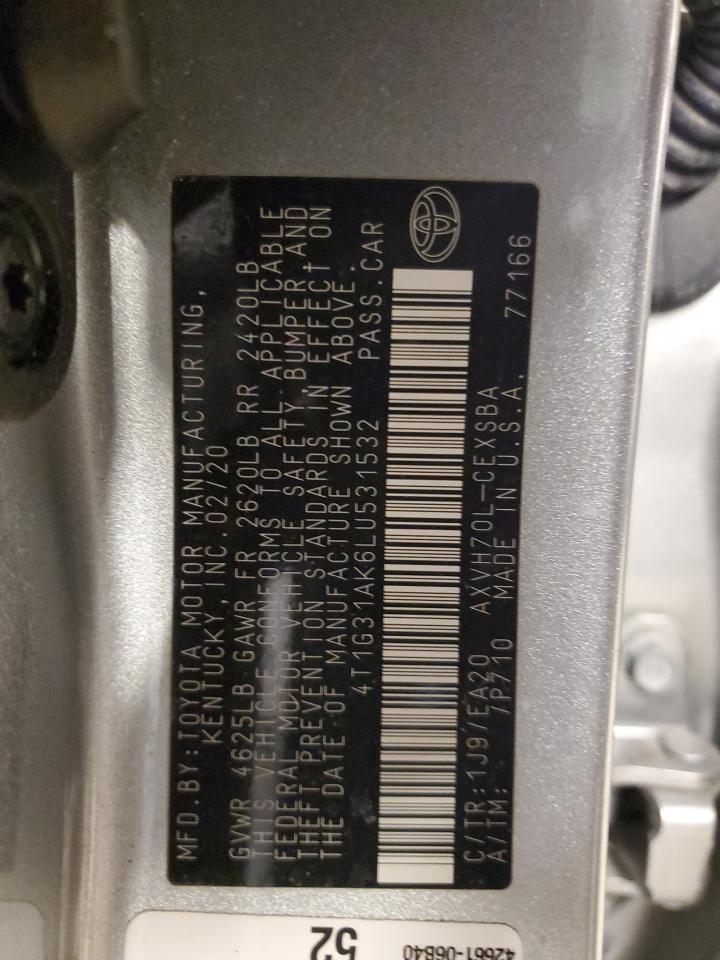 MFD.BY:TOYOTA MOTOR MANUFACTURING,
KENTUCKY, INC. 02/20
GVWR 4625LB GAWR FR 2620LB RR 2420LB
THIS VEHICLE CONFORMS TO ALL APPLICABLE
FEDERAL MOTOR VEHICLE SAFETY, BUMPER, AND
THEFT PREVENTION STANDARDS IN EFFECT ON
THE DATE OF MANUFACTURE SHOWN ABOVE.
4T1G31AK6LU531532 PASS.CAR
C/TR:1J9/EA20 AXVH70L-CEXSBA
A/TM: /P710 MADE IN U.S.A. 77166
52
42661-06B40